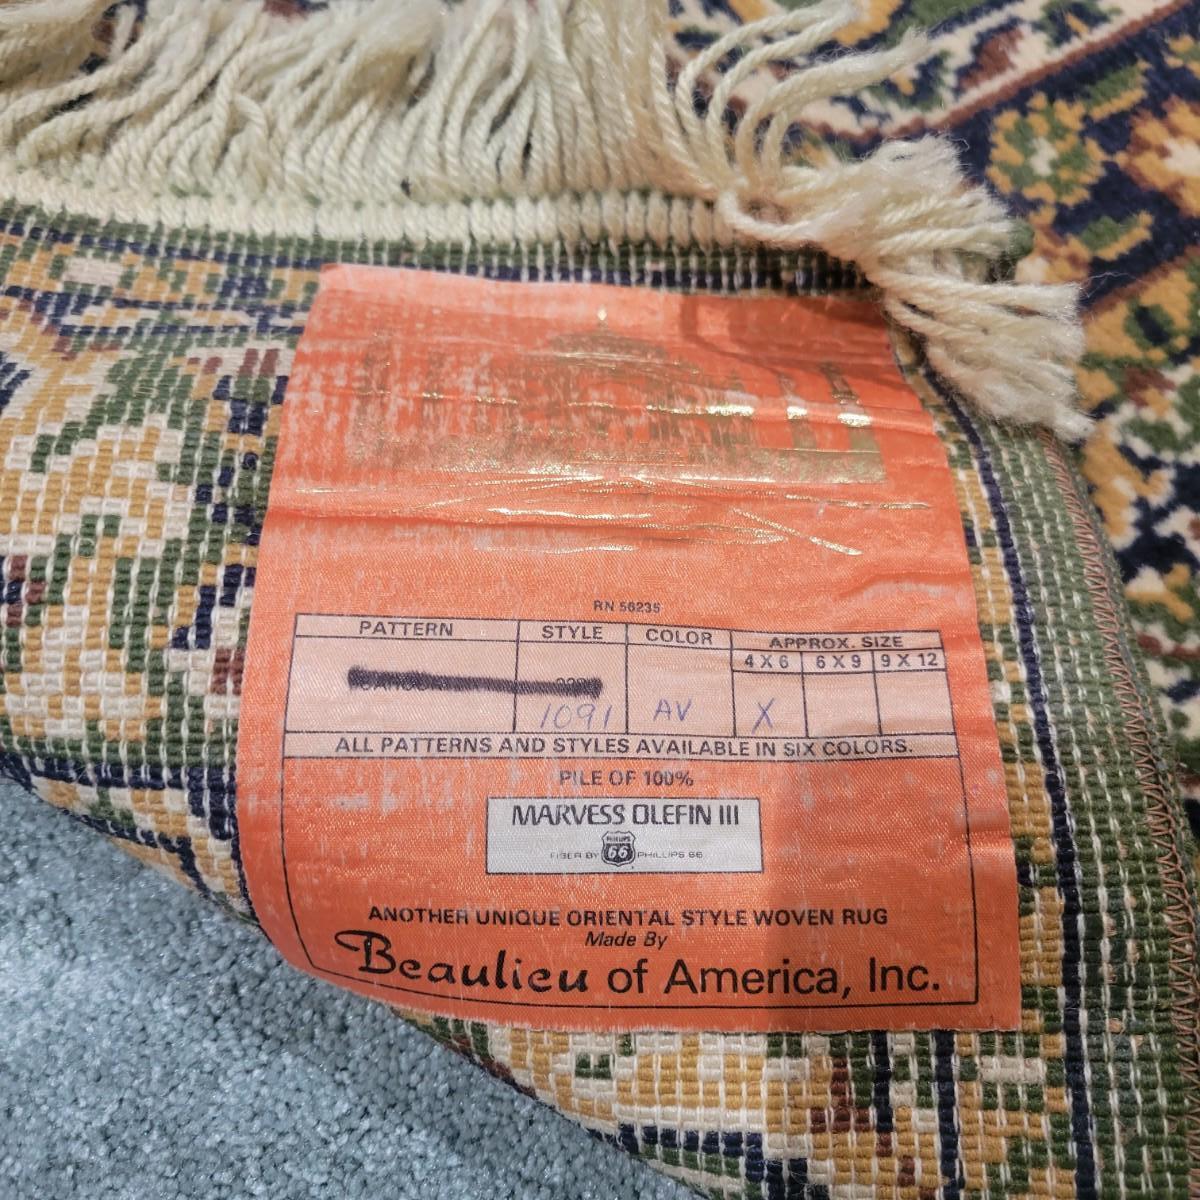 RN 56235
PATTERN STYLE COLOR APPROX. SIZE
4 X 6 6 X 9 9 X 12
1091 AV X
ALL PATTERNS AND STYLES AVAILABLE IN SIX COLORS.
PILE OF 100%
MARVESS OLEFIN III
FIBER BY PHILLIPS 66 PHILLIPS 66
ANOTHER UNIQUE ORIENTAL STYLE WOVEN RUG
Made By
Beaulieu of America, Inc.